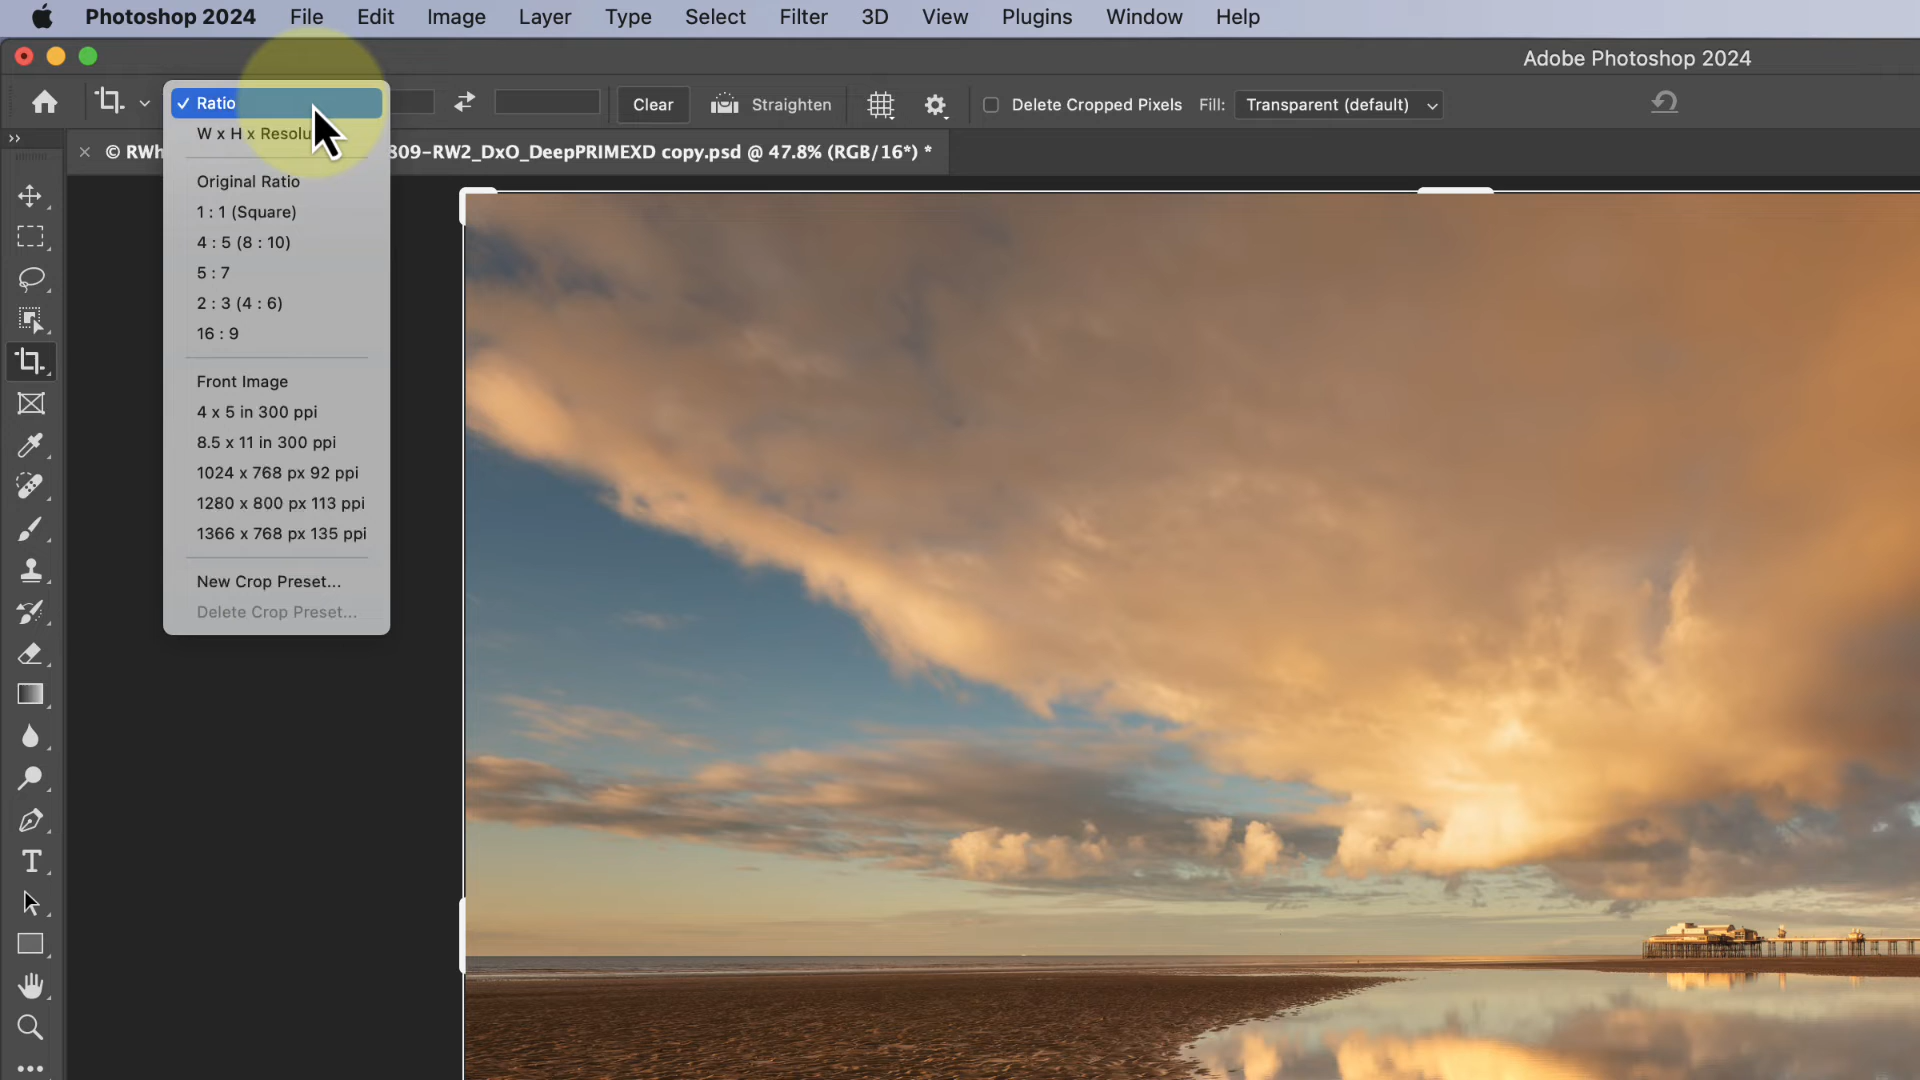 Photoshop 2024 File Edit Image Layer Type Select Filter 3D View Plugins Window Help
Adobe Photoshop 2024
Ratio
Clear Straighten Delete Cropped Pixels Fill: Transparent (default)
W x H x Resolu
× © RWh 809-RW2_DxO_DeepPRIMEXD copy.psd @ 47.8% (RGB/16*) *
Original Ratio
1 : 1 (Square)
4 : 5 (8 : 10)
5 : 7
2 : 3 (4 : 6)
16 : 9
Front Image
4 x 5 in 300 ppi
8.5 x 11 in 300 ppi
1024 x 768 px 92 ppi
1280 x 800 px 113 ppi
1366 x 768 px 135 ppi
New Crop Preset...
Delete Crop Preset...